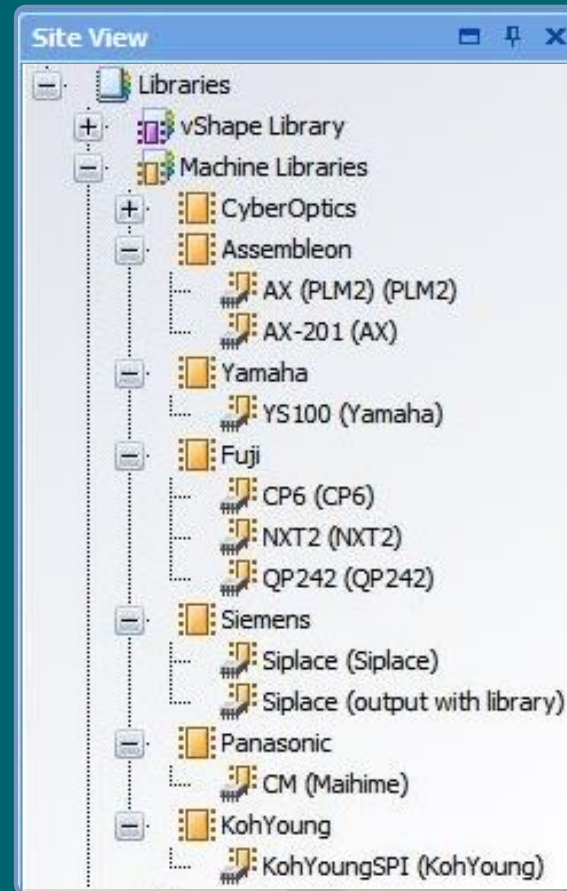 Site View
Libraries
vShape Library
Machine Libraries
CyberOptics
Assembleon
AX (PLM2) (PLM2)
AX-201 (AX)
Yamaha
YS100 (Yamaha)
Fuji
CP6 (CP6)
NXT2 (NXT2)
QP242 (QP242)
Siemens
Siplace (Siplace)
Siplace (output with library)
Panasonic
CM (Maihime)
KohYoung
KohYoungSPI (KohYoung)